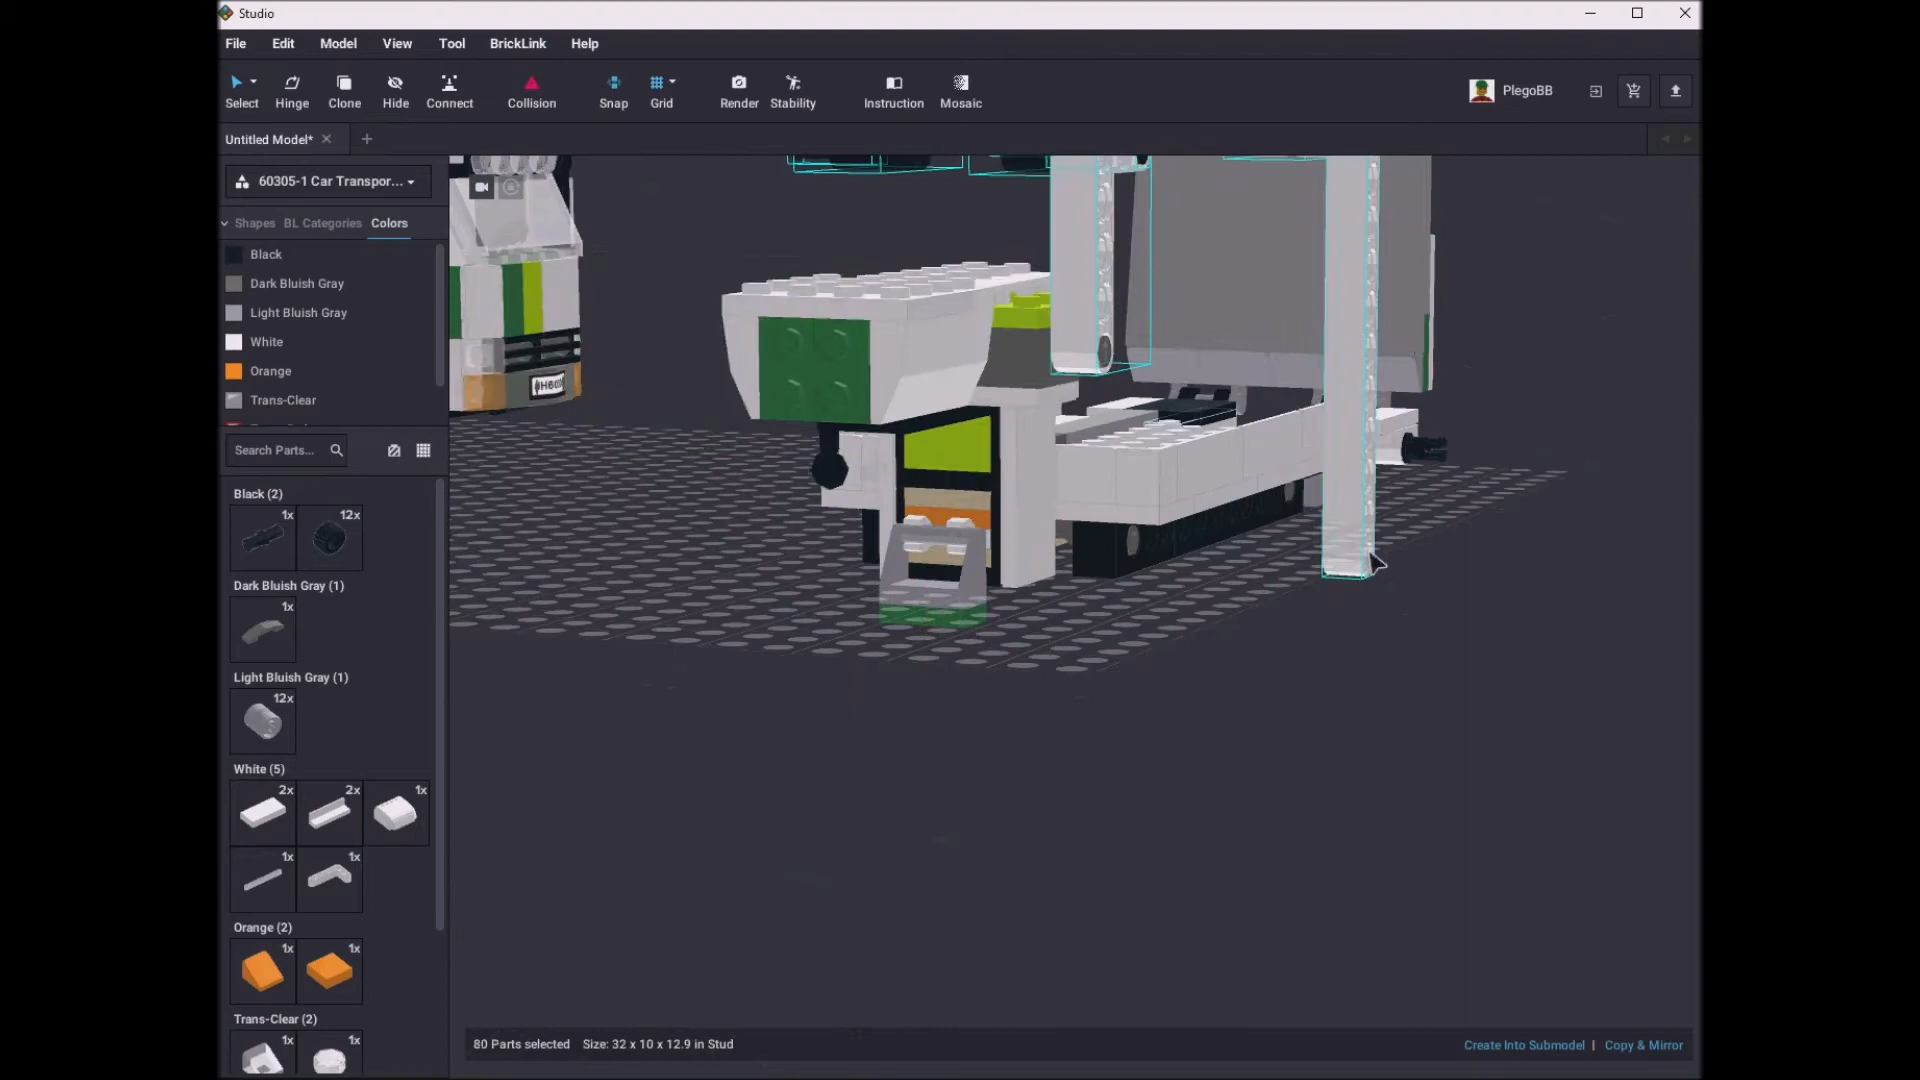 Studio
File Edit Model View Tool BrickLink Help
Select Hinge Clone Hide Connect Collision Snap Grid Render Stability Instruction Mosaic PlegoBB
Untitled Model*
60305-1 Car Transpor...
Shapes BL Categories Colors
Black
Dark Bluish Gray
Light Bluish Gray
White
Orange
Trans-Clear
Search Parts...
Black (2)
1x 12x
Dark Bluish Gray (1)
1x
Light Bluish Gray (1)
12x
White (5)
2x 2x 1x
1x 1x
Orange (2)
1x 1x
Trans-Clear (2)
1x 1x
80 Parts selected Size: 32 x 10 x 12.9 in Stud
Create Into Submodel | Copy & Mirror